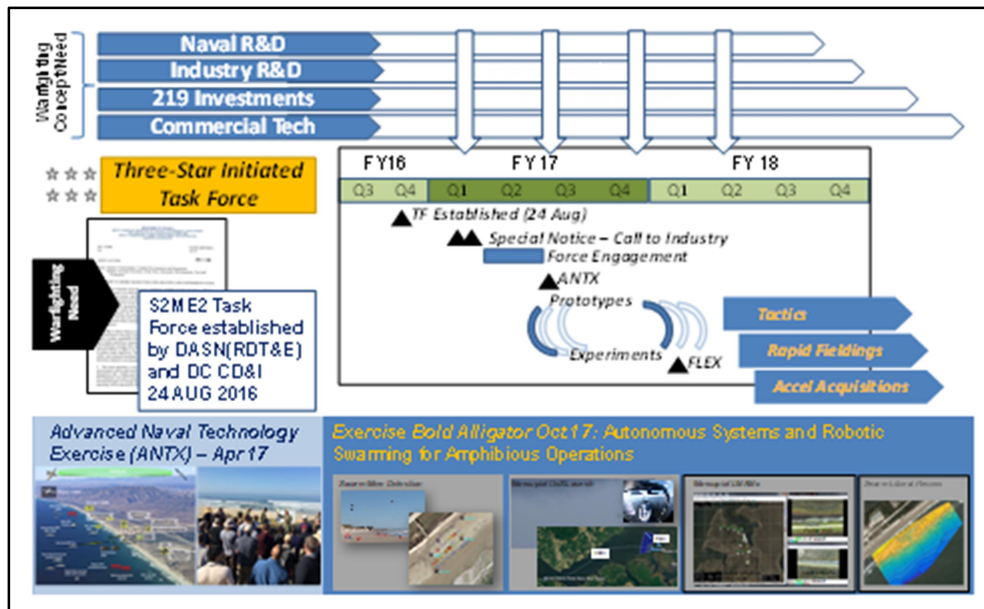 Warfighting
Concept Need
Naval R&D
Industry R&D
219 Investments
Commercial Tech
Three-Star Initiated
Task Force
FY16
FY 17
FY 18
Q3
Q4
Q1
Q2
Q3
Q4
Q1
Q2
Q3
Q4
TF Established (24 Aug)
Special Notice – Call to Industry
Force Engagement
ANTX
Prototypes
Experiments
FLEX
Tactics
Rapid Fieldings
Accel Acquisitions
Warfighting
Need
S2ME2 Task
Force established
by DASN(RDT&E)
and DC CD&I
24 AUG 2016
Advanced Naval Technology
Exercise (ANTX) – Apr 17
Exercise Bold Alligator Oct 17: Autonomous Systems and Robotic
Swarming for Amphibious Operations